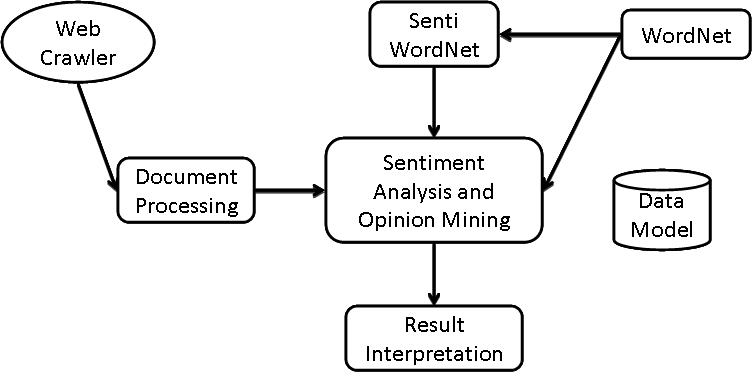 Web
Crawler
Senti
WordNet
WordNet
Document
Processing
Sentiment
Analysis and
Opinion Mining
Data
Model
Result
Interpretation